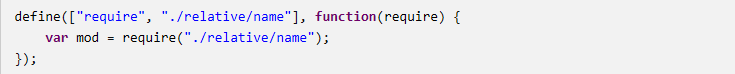 define(["require", "./relative/name"], function(require) {
    var mod = require("./relative/name");
});